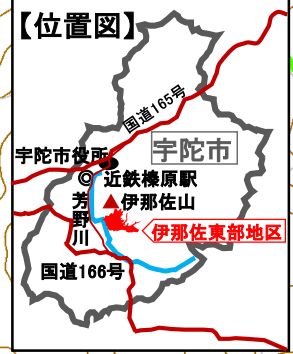 【位置図】
国道165号
宇陀市
宇陀市役所
近鉄榛原駅
伊那佐山
芳野川
伊那佐東部地区
国道166号